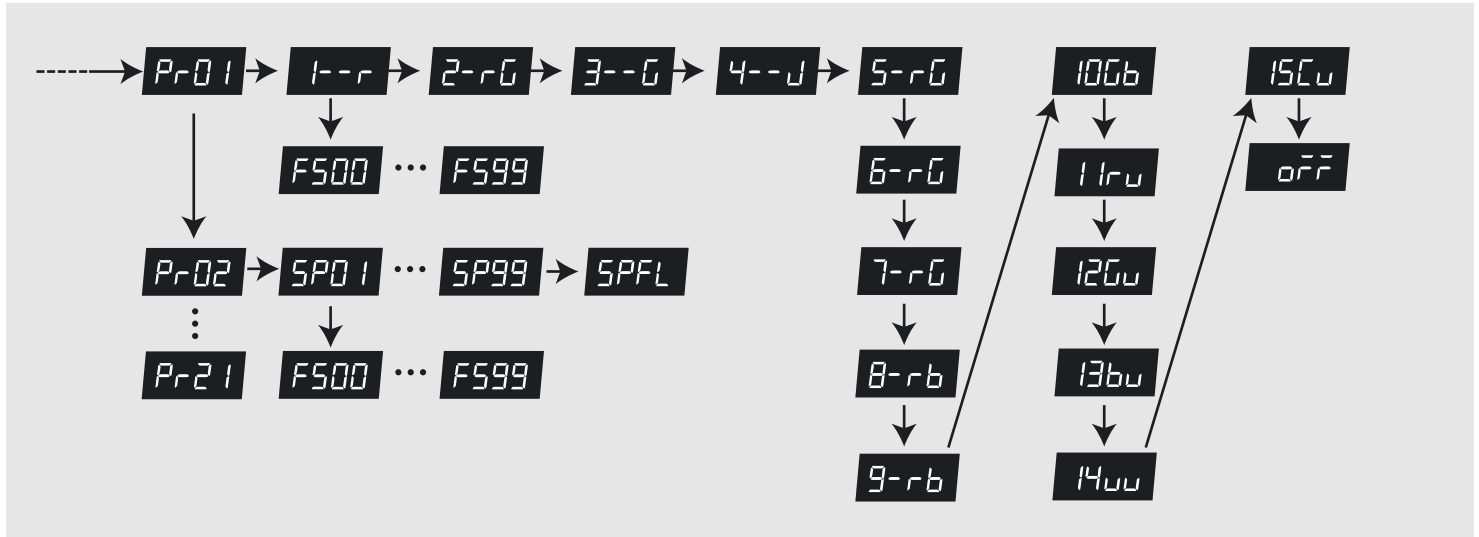 Pr01 1--r 2-rG 3--G 4--J 5-rG 10Gb 15Cu
FS00 ... FS99 6-rG 11ru oFF
Pr02 SP01 ... SP99 SPFL 7-rG 12Gu
Pr21 FS00 ... FS99 8-rb 13bu
9-rb 14uu